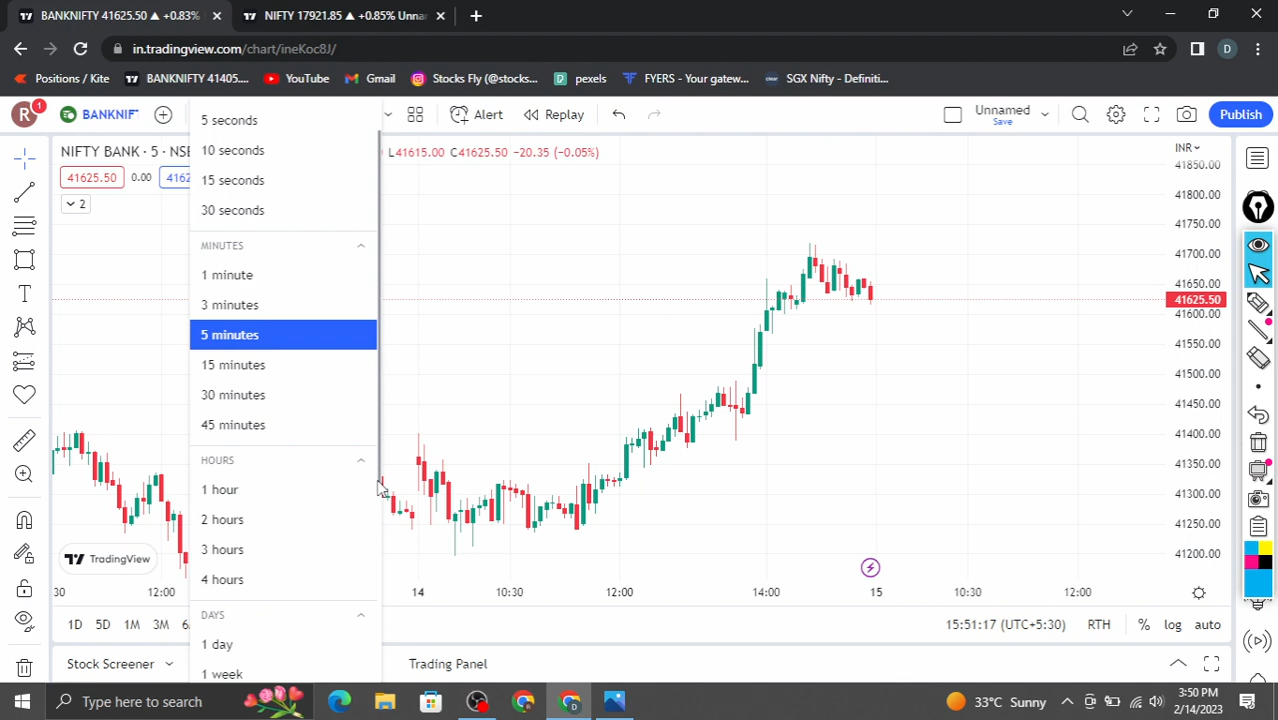 BANKNIFTY 41625.50 ▲ +0.83%
NIFTY 17921.85 ▲ +0.85% Unnar
in.tradingview.com/chart/ineKoc8J/
D
Positions / Kite
BANKNIFTY 41405....
YouTube
Gmail
Stocks Fly (@stocks...
pexels
FYERS - Your gatew...
SGX Nifty - Definiti...
R
1
BANKNIF
Alert
Replay
Unnamed
Save
Publish
NIFTY BANK · 5 · NSE
L41615.00 C41625.50 -20.35 (-0.05%)
INR
41625.50
0.00
4162
2
5 seconds
10 seconds
15 seconds
30 seconds
MINUTES
1 minute
3 minutes
5 minutes
15 minutes
30 minutes
45 minutes
HOURS
1 hour
2 hours
3 hours
4 hours
DAYS
1 day
1 week
41850.00
41800.00
41750.00
41700.00
41650.00
41625.50
41600.00
41550.00
41500.00
41450.00
41400.00
41350.00
41300.00
41250.00
41200.00
TradingView
:30
12:00
14
10:30
12:00
14:00
15
10:30
12:00
1D
5D
1M
3M
15:51:17 (UTC+5:30)
RTH
%
log
auto
Stock Screener
Trading Panel
Type here to search
33°C Sunny
3:50 PM
2/14/2023